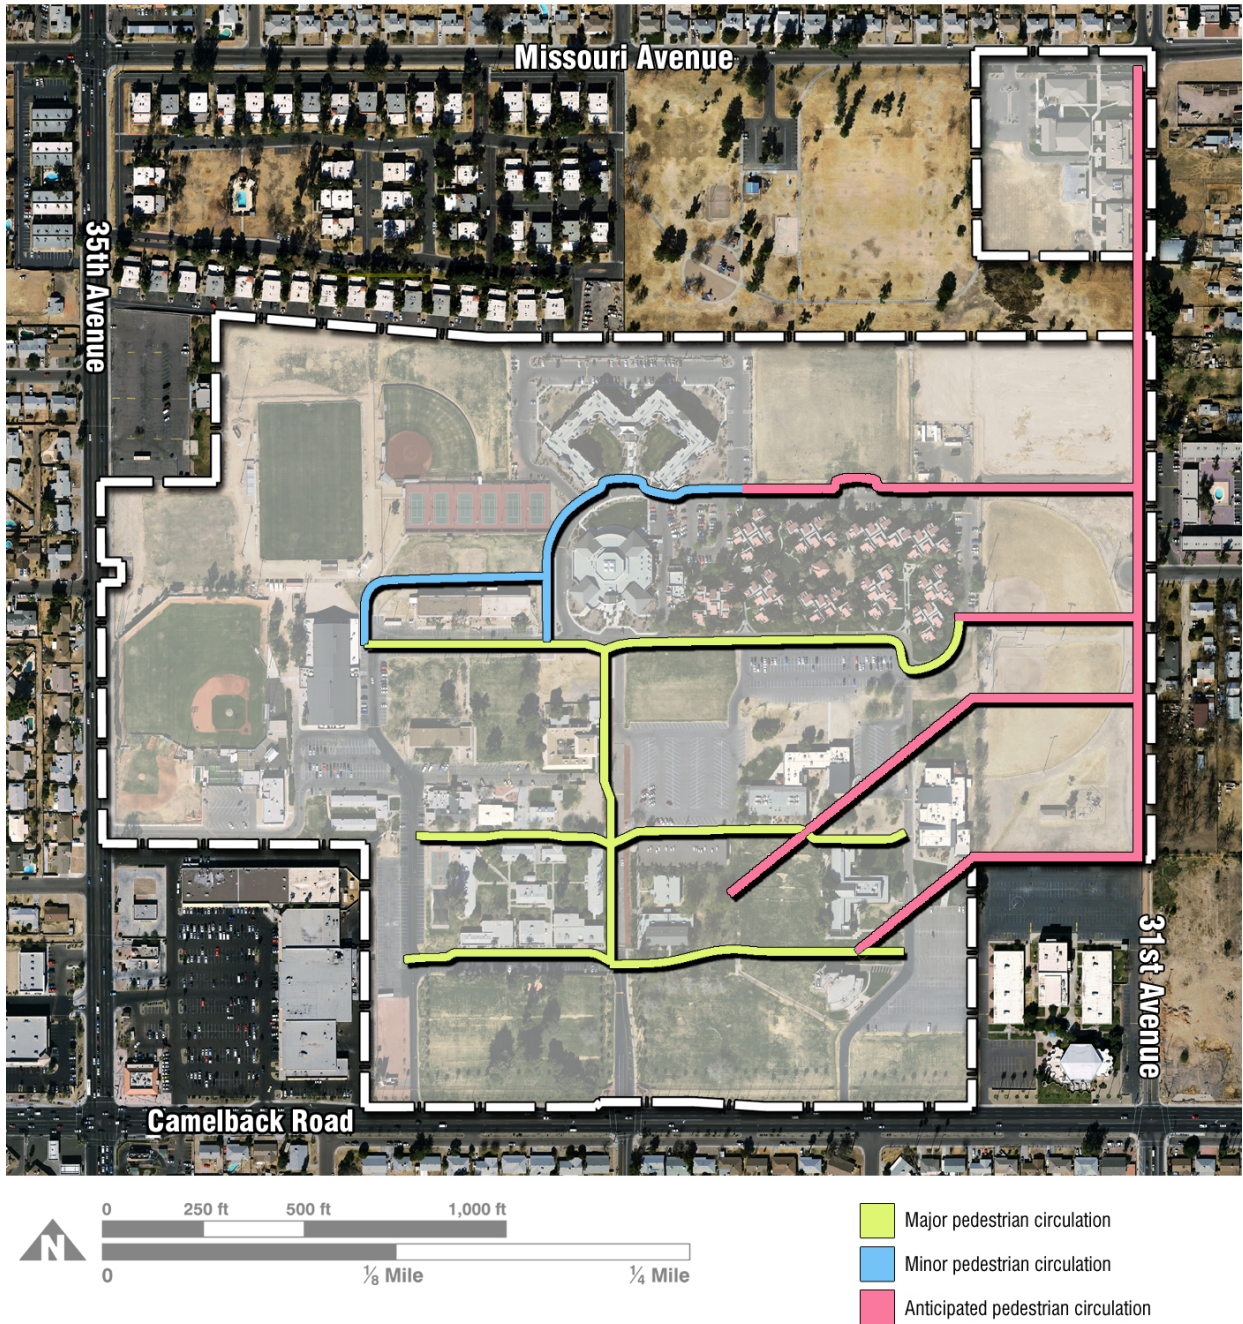 Missouri Avenue
35th Avenue
31st Avenue
Camelback Road
0 250 ft 500 ft 1,000 ft
N
0 1/8 Mile 1/4 Mile
Major pedestrian circulation
Minor pedestrian circulation
Anticipated pedestrian circulation